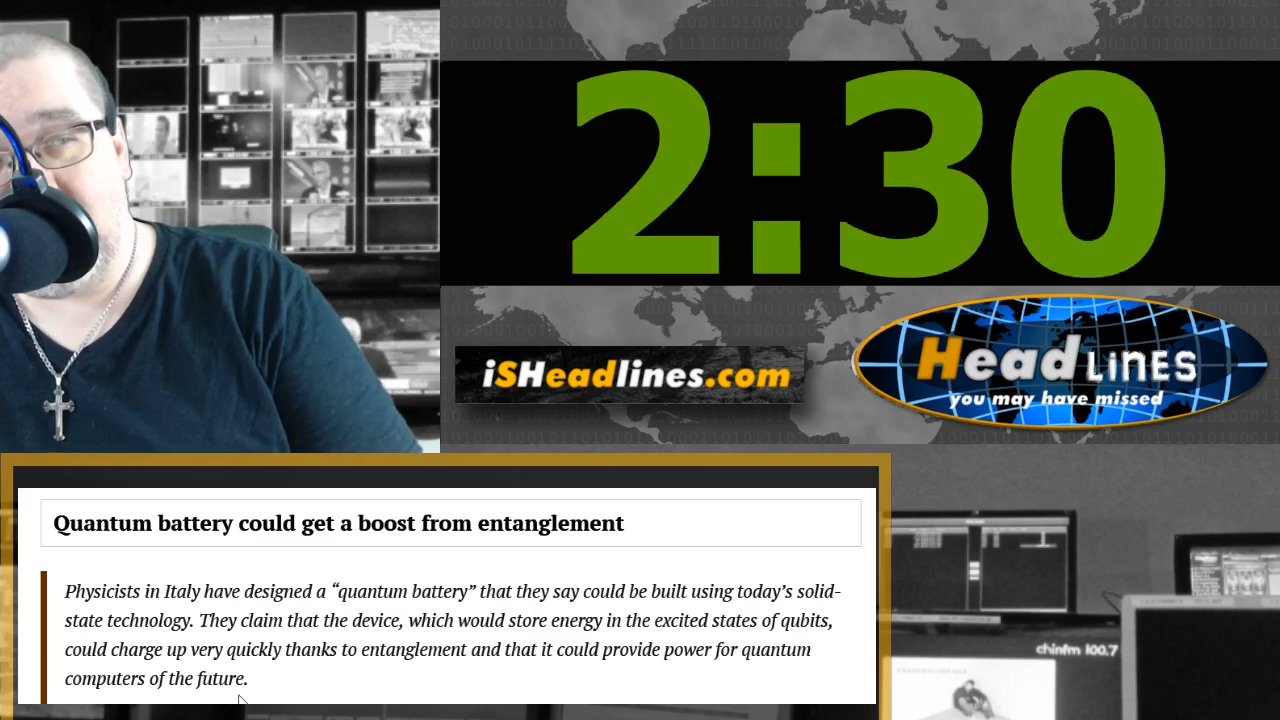 2:30
iSHeadlines.com
HeadLINES
you may have missed
Quantum battery could get a boost from entanglement
Physicists in Italy have designed a “quantum battery” that they say could be built using today’s solid-
state technology. They claim that the device, which would store energy in the excited states of qubits,
could charge up very quickly thanks to entanglement and that it could provide power for quantum
computers of the future.
chinfm 100.7